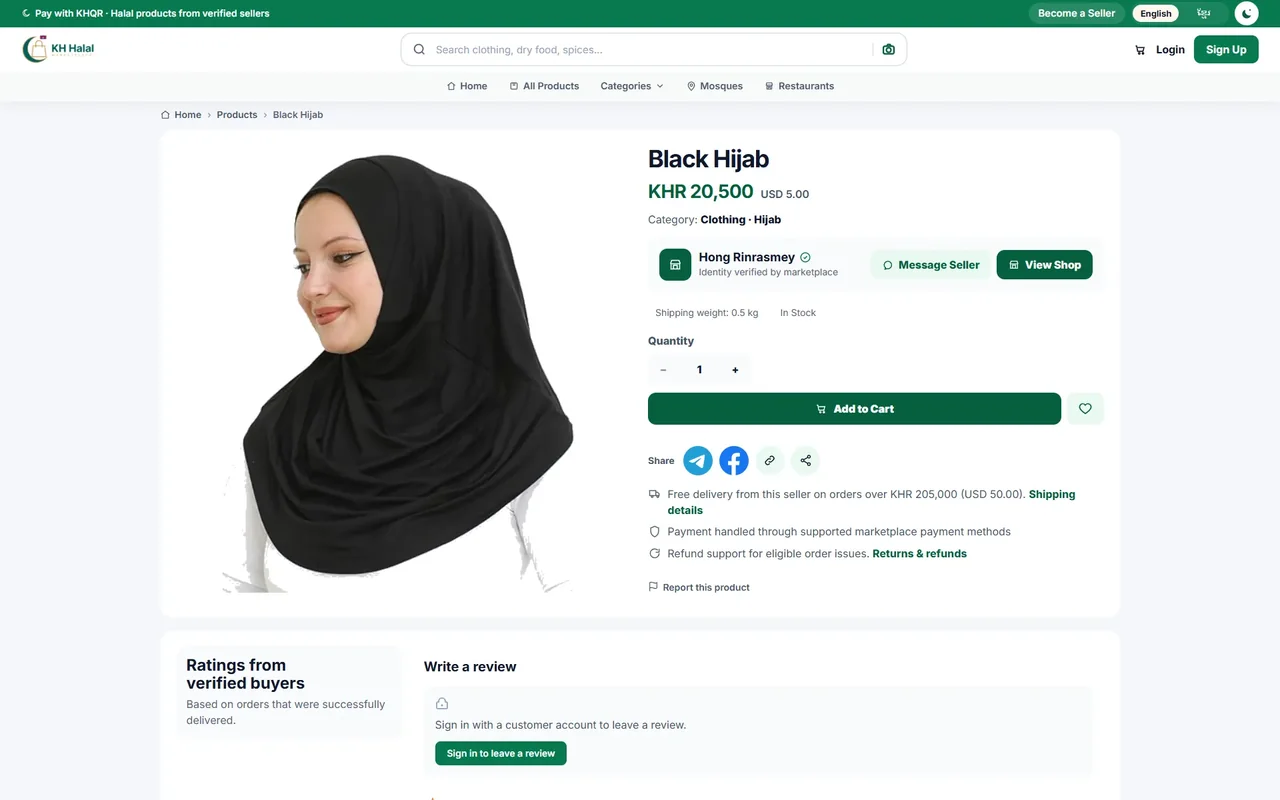 Pay with KHQR · Halal products from verified sellers
Become a Seller
English
ខ្មែរ
KH Halal
Search clothing, dry food, spices...
Login
Sign Up
Home
All Products
Categories
Mosques
Restaurants
Home › Products › Black Hijab
Black Hijab
KHR 20,500 USD 5.00
Category: Clothing · Hijab
Hong Rinrasmey
Identity verified by marketplace
Message Seller
View Shop
Shipping weight: 0.5 kg
In Stock
Quantity
− 1 +
Add to Cart
Share
Free delivery from this seller on orders over KHR 205,000 (USD 50.00). Shipping
details
Payment handled through supported marketplace payment methods
Refund support for eligible order issues. Returns & refunds
Report this product
Ratings from
verified buyers
Based on orders that were successfully
delivered.
Write a review
Sign in with a customer account to leave a review.
Sign in to leave a review